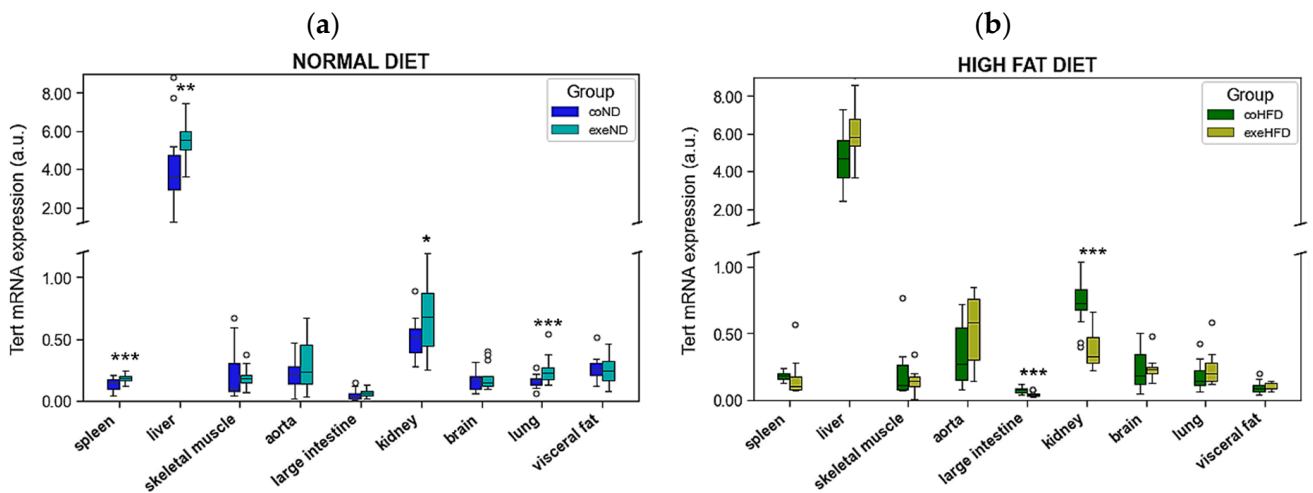 (a)
NORMAL DIET
Tert mRNA expression (a.u.)
8.00
6.00
4.00
2.00
1.00
0.50
0.00
Group
coND
exeND
**
***
*
***
spleen
liver
skeletal muscle
aorta
large intestine
kidney
brain
lung
visceral fat
(b)
HIGH FAT DIET
Tert mRNA expression (a.u.)
8.00
6.00
4.00
2.00
1.00
0.50
0.00
Group
coHFD
exeHFD
***
***
spleen
liver
skeletal muscle
aorta
large intestine
kidney
brain
lung
visceral fat